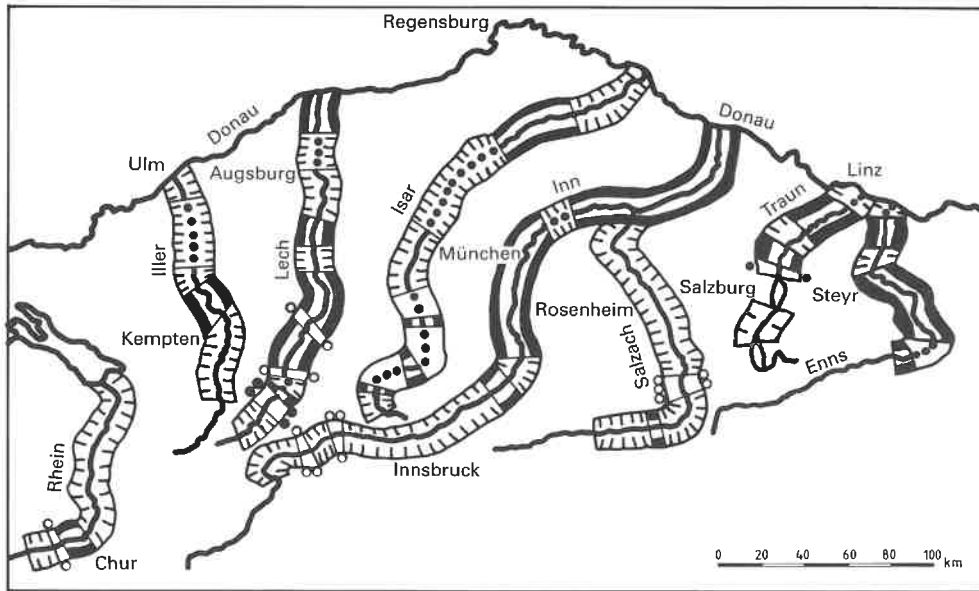 Regensburg
Donau
Donau
Ulm
Augsburg
Linz
Inn
Traun
Isar
Iller
Lech
München
Salzburg
Steyr
Rosenheim
Kempten
Salzach
Enns
Rhein
Innsbruck
Chur
0 20 40 60 80 100
km